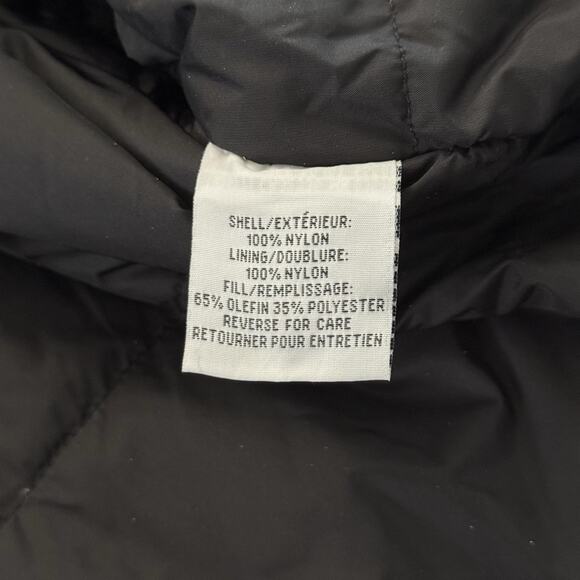 SHELL/EXTÉRIEUR:
100% NYLON
LINING/DOUBLURE:
100% NYLON
FILL/REMPLISSAGE:
65% OLEFIN 35% POLYESTER
REVERSE FOR CARE
RETOURNER POUR ENTRETIEN